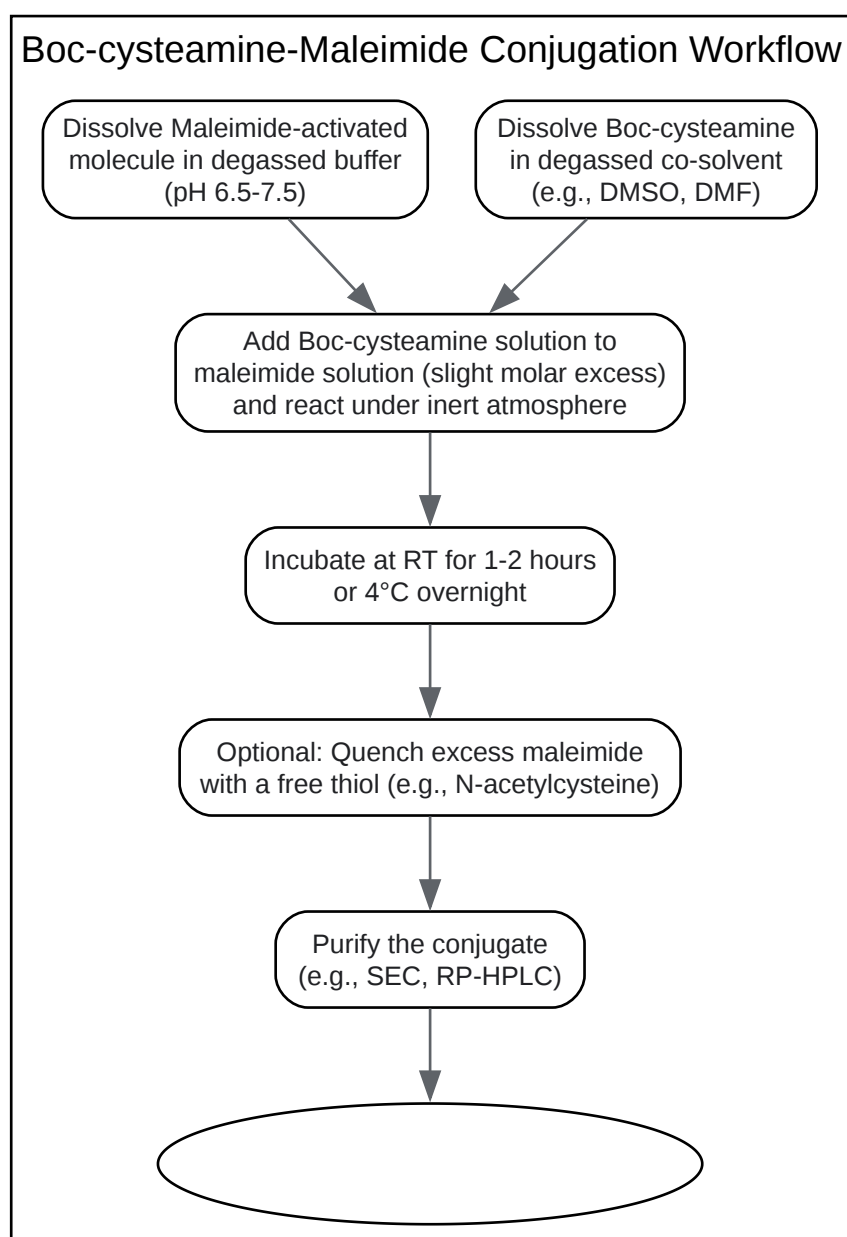 Boc-cysteamine-Maleimide Conjugation Workflow
Dissolve Maleimide-activated
molecule in degassed buffer
(pH 6.5-7.5)
Dissolve Boc-cysteamine
in degassed co-solvent
(e.g., DMSO, DMF)
Add Boc-cysteamine solution to
maleimide solution (slight molar excess)
and react under inert atmosphere
Incubate at RT for 1-2 hours
or 4°C overnight
Optional: Quench excess maleimide
with a free thiol (e.g., N-acetylcysteine)
Purify the conjugate
(e.g., SEC, RP-HPLC)